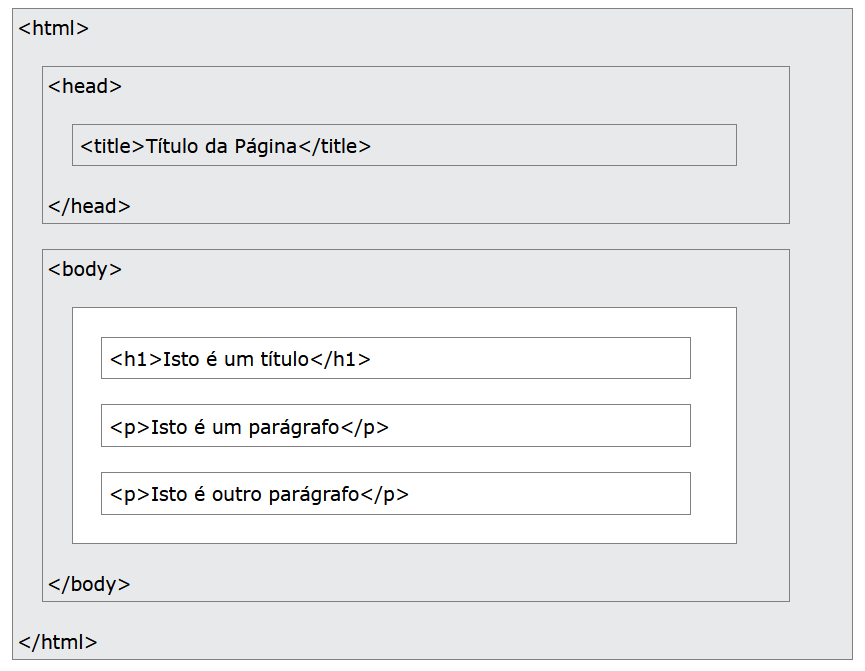 <html>
<head>
<title>Título da Página</title>
</head>
<body>
<h1>Isto é um título</h1>
<p>Isto é um parágrafo</p>
<p>Isto é outro parágrafo</p>
</body>
</html>